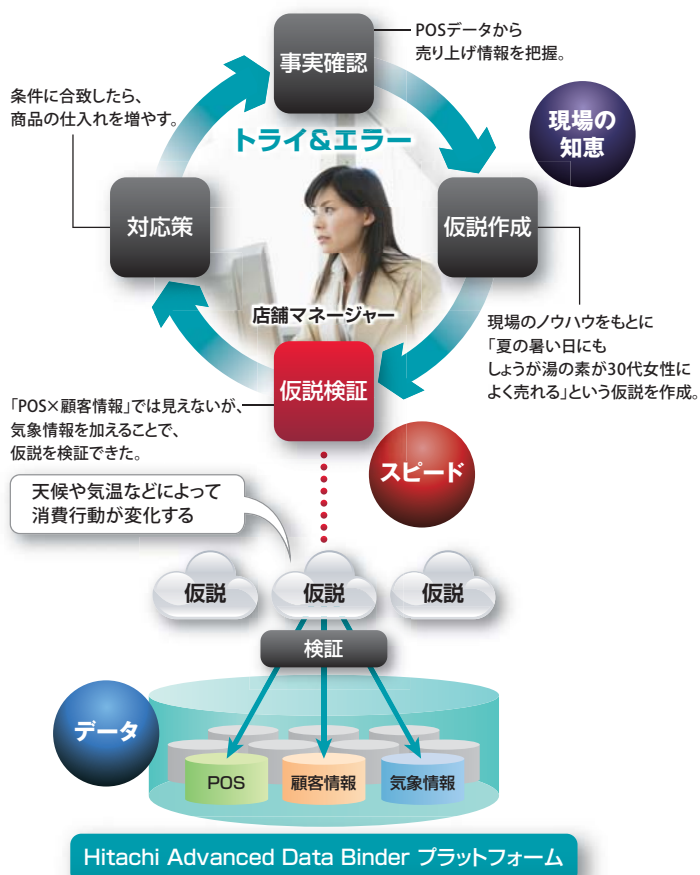 事実確認
POSデータから
売り上げ情報を把握。
条件に合致したら、
商品の仕入れを増やす。
トライ&エラー
現場の
知恵
対応策
仮説作成
店舗マネージャー
現場のノウハウをもとに
「夏の暑い日にも
しょうが湯の素が30代女性に
よく売れる」という仮説を作成。
仮説検証
「POS×顧客情報」では見えないが、
気象情報を加えることで、
仮説を検証できた。
スピード
天候や気温などによって
消費行動が変化する
仮説
仮説
仮説
検証
データ
POS
顧客情報
気象情報
Hitachi Advanced Data Binder プラットフォーム